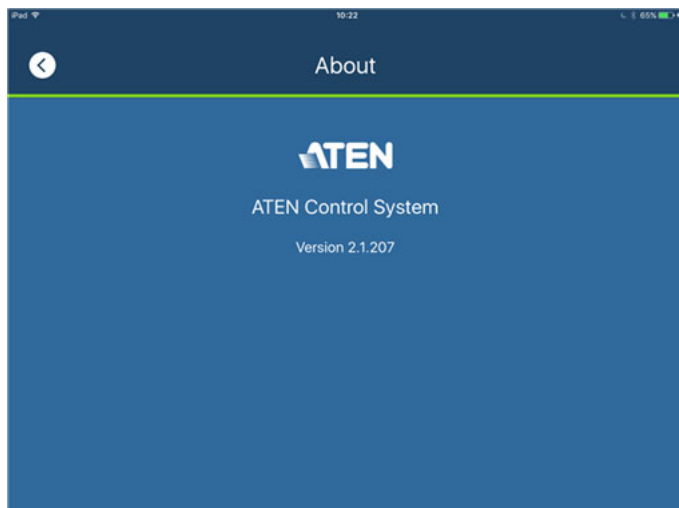 iPad 10:22 65%
About
ATEN
ATEN Control System
Version 2.1.207